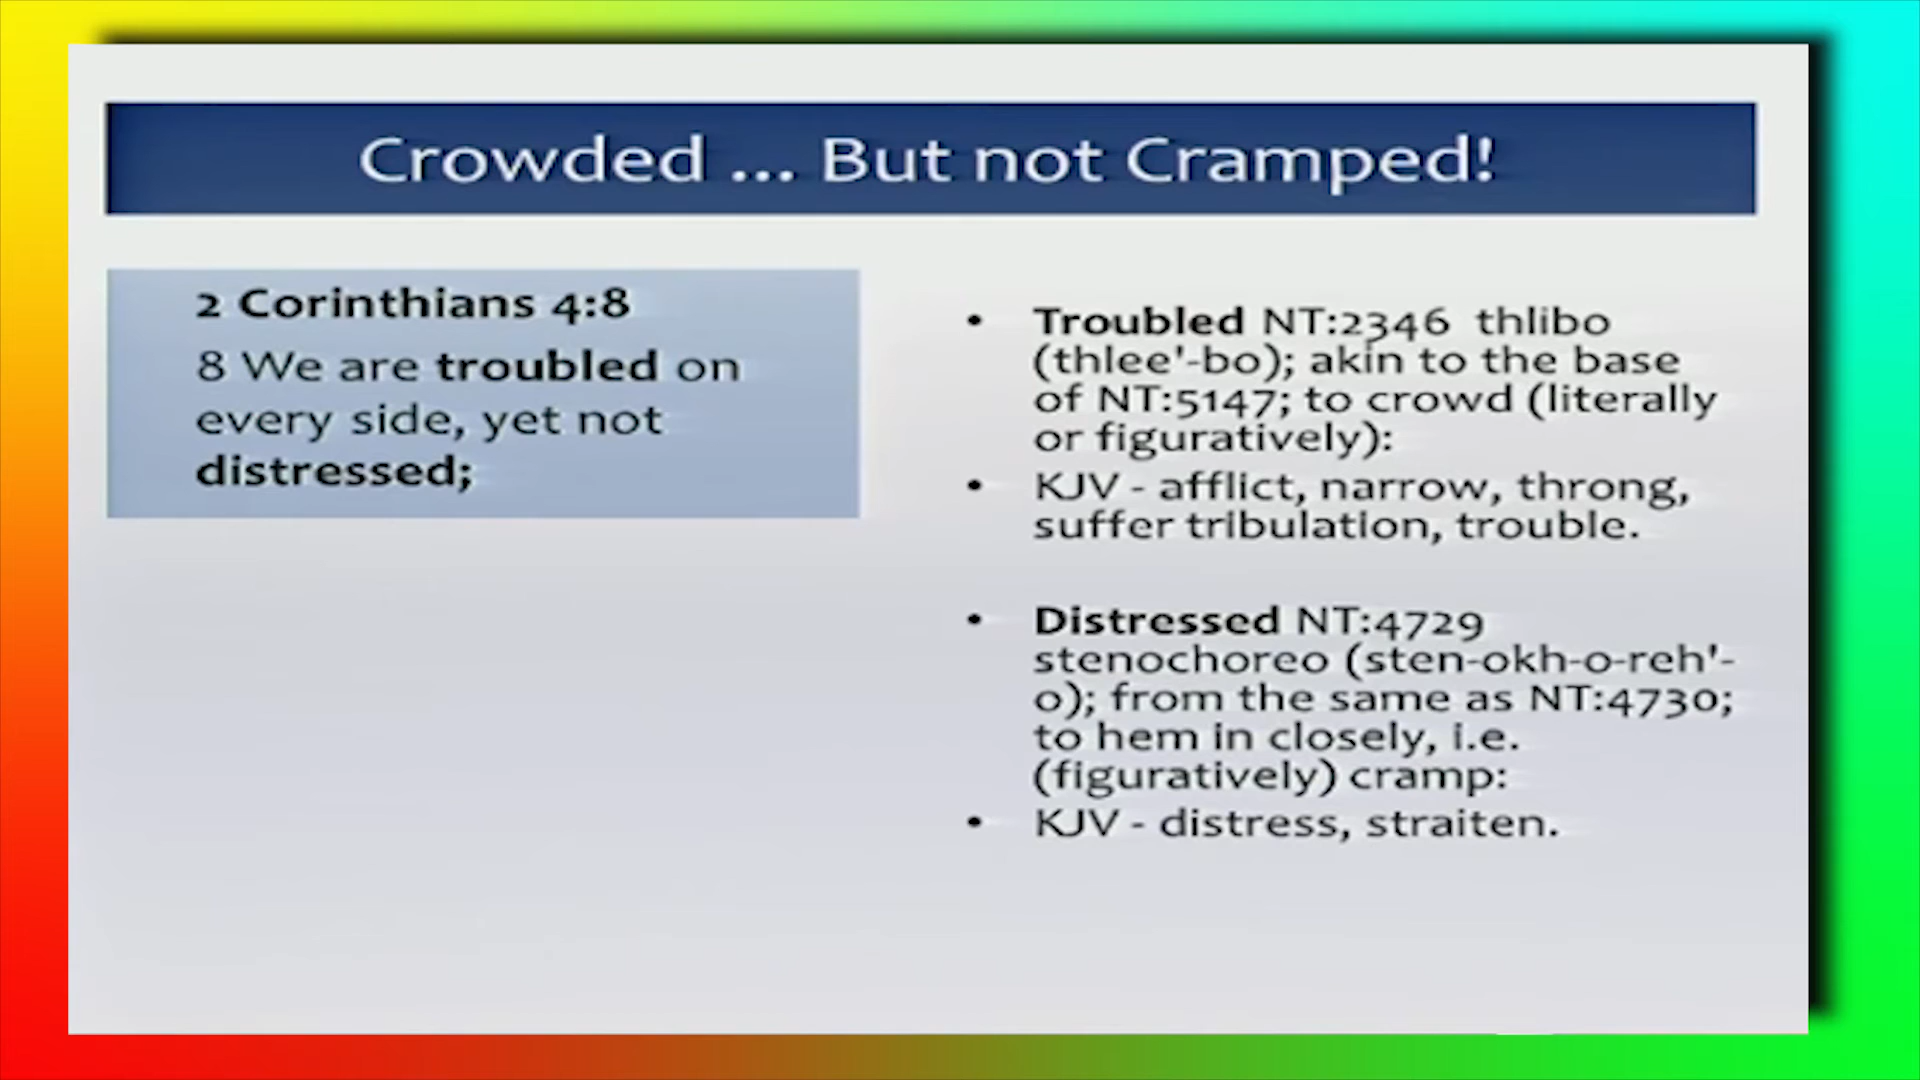 Crowded ... But not Cramped!
2 Corinthians 4:8
8 We are troubled on
every side, yet not
distressed;
• Troubled NT:2346 thlibo
(thlee'-bo); akin to the base
of NT:5147; to crowd (literally
or figuratively):
• KJV - afflict, narrow, throng,
suffer tribulation, trouble.
• Distressed NT:4729
stenochoreo (sten-okh-o-reh'-
o); from the same as NT:4730;
to hem in closely, i.e.
(figuratively) cramp:
• KJV - distress, straiten.